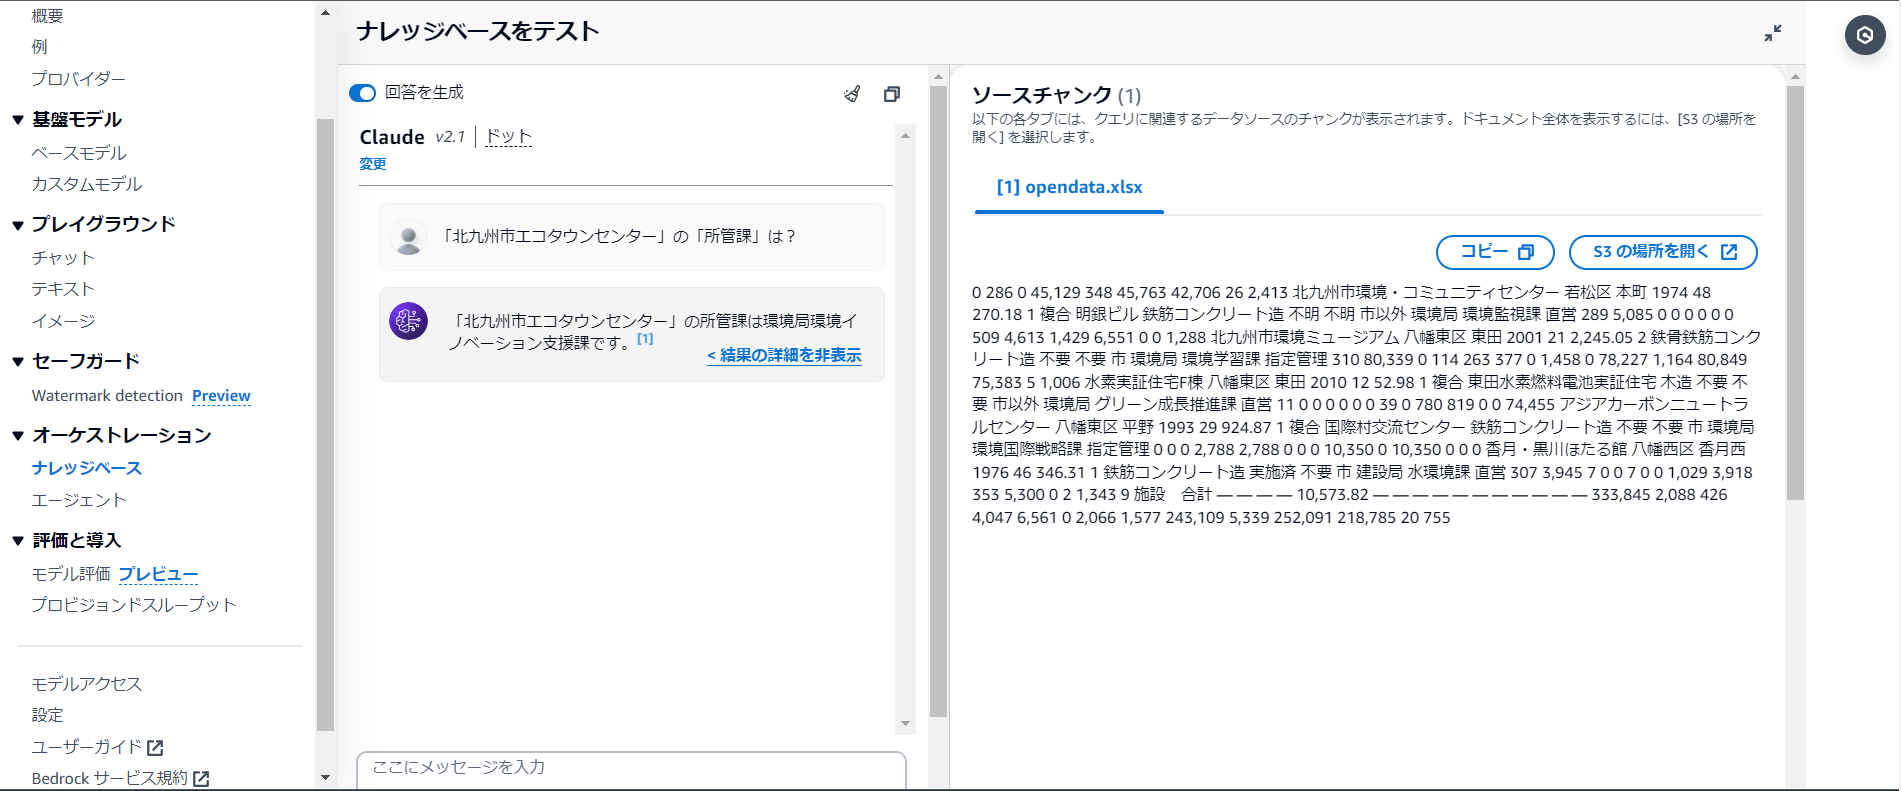 概要
例
プロバイダー
基盤モデル
ベースモデル
カスタムモデル
プレイグラウンド
チャット
テキスト
イメージ
セーフガード
Watermark detection Preview
オーケストレーション
ナレッジベース
エージェント
評価と導入
モデル評価 プレビュー
プロビジョンドスループット
モデルアクセス
設定
ユーザーガイド
Bedrock サービス規約
ナレッジベースをテスト
回答を生成
Claude v2.1 | ドット
変更
「北九州市エコタウンセンター」の「所管課」は？
「北九州市エコタウンセンター」の所管課は環境局環境イ
ノベーション支援課です。[1]
< 結果の詳細を非表示
ここにメッセージを入力
ソースチャンク (1)
以下の各タブには、クエリに関連するデータソースのチャンクが表示されます。ドキュメント全体を表示するには、[S3 の場所を
開く] を選択します。
[1] opendata.xlsx
コピー
S3 の場所を開く
0 286 0 45,129 348 45,763 42,706 26 2,413 北九州市環境・コミュニティセンター 若松区 本町 1974 48
270.18 1 複合 明銀ビル 鉄筋コンクリート造 不明 不明 市以外 環境局 環境監視課 直営 289 5,085 0 0 0 0 0 0
509 4,613 1,429 6,551 0 0 1,288 北九州市環境ミュージアム 八幡東区 東田 2001 21 2,245.05 2 鉄骨鉄筋コンク
リート造 不要 不要 市 環境局 環境学習課 指定管理 310 80,339 0 114 263 377 0 1,458 0 78,227 1,164 80,849
75,383 5 1,006 水素実証住宅F棟 八幡東区 東田 2010 12 52.98 1 複合 東田水素燃料電池実証住宅 木造 不要 不
要 市以外 環境局 グリーン成長推進課 直営 11 0 0 0 0 0 0 39 0 780 819 0 0 74,455 アジアカーボンニュートラ
ルセンター 八幡東区 平野 1993 29 924.87 1 複合 国際村交流センター 鉄筋コンクリート造 不要 不要 市 環境局
環境国際戦略課 指定管理 0 0 0 2,788 2,788 0 0 0 10,350 0 10,350 0 0 0 香月・黒川ほたる館 八幡西区 香月西
1976 46 346.31 1 鉄筋コンクリート造 実施済 不要 市 建設局 水環境課 直営 307 3,945 7 0 0 7 0 0 1,029 3,918
353 5,300 0 2 1,343 9 施設　合計 — — — — 10,573.82 — — — — — — — — — — — 333,845 2,088 426
4,047 6,561 0 2,066 1,577 243,109 5,339 252,091 218,785 20 755